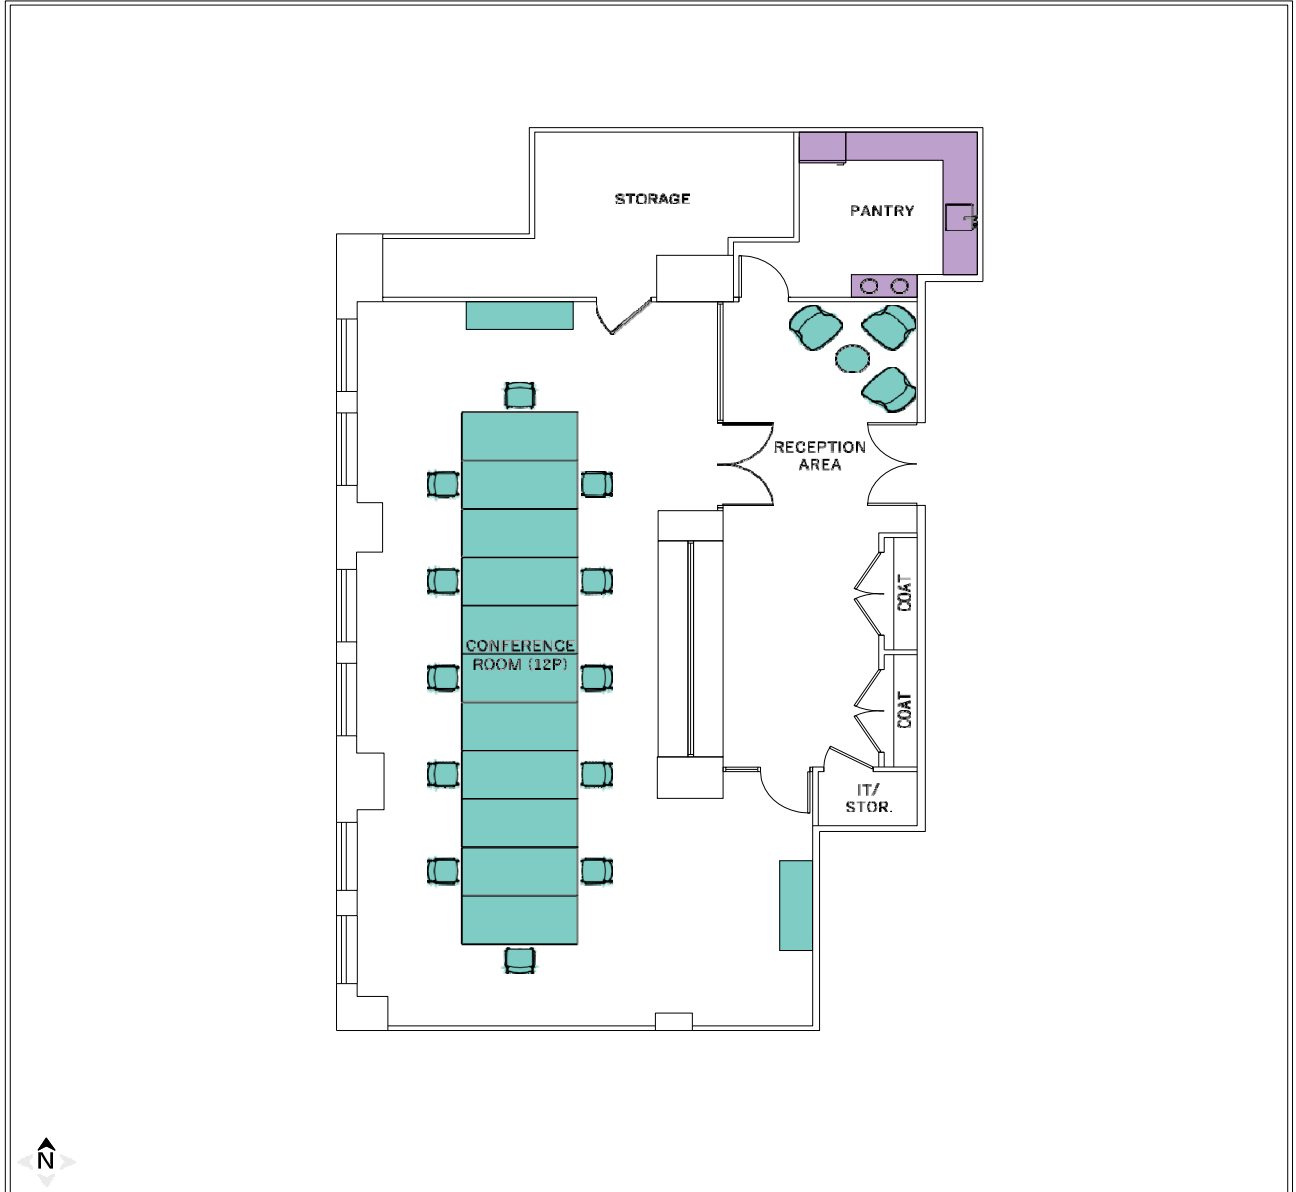 STORAGE
PANTRY
RECEPTION
AREA
COAT
CONFERENCE
ROOM (12P)
COAT
IT/
STOR.
N